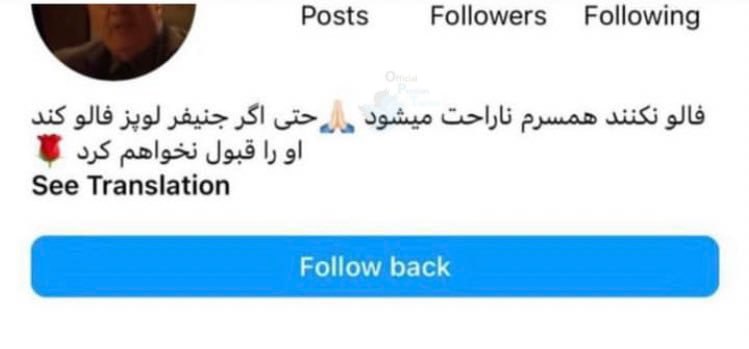 Posts Followers Following
فالو نکنند همسرم ناراحت میشود 🙏🏻حتی اگر جنیفر لوپز فالو کند
او را قبول نخواهم کرد 🌹
See Translation
Follow back